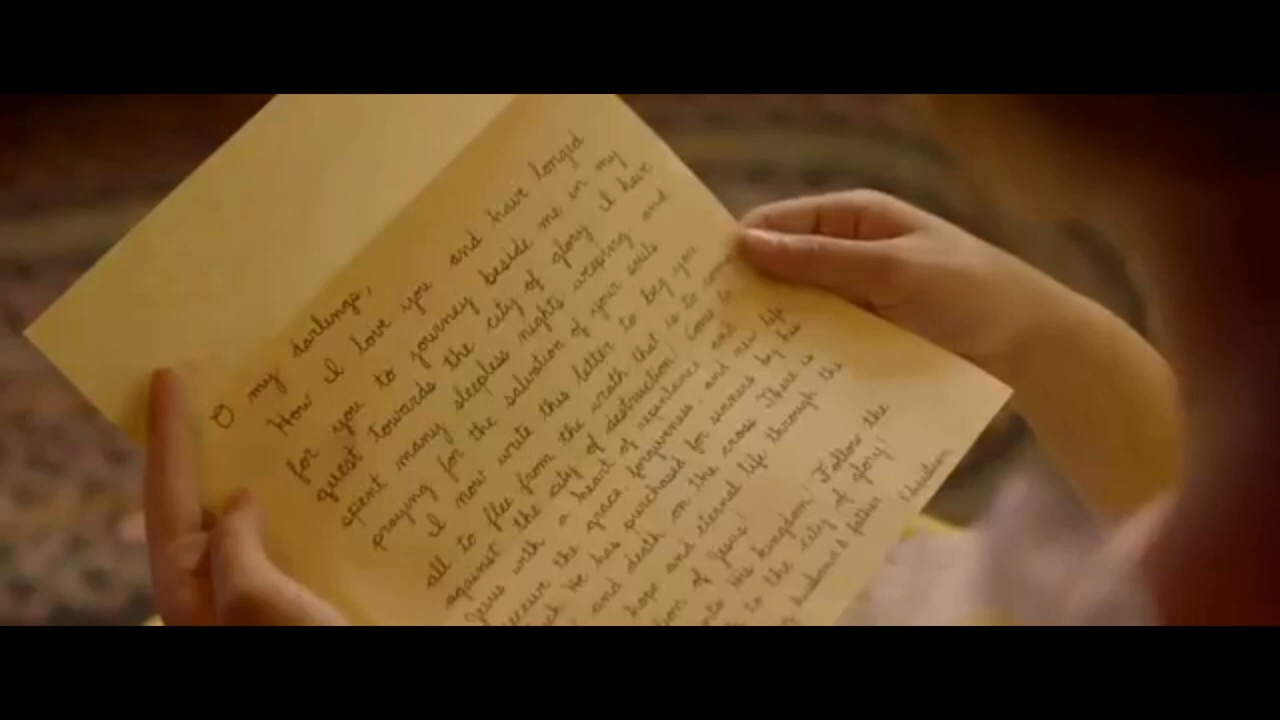 O my darlings,
How I love you and have longed
for you to journey beside me in my
quest towards the city of glory. I have
spent many sleepless nights weeping and
praying for the salvation of your souls
I now write this letter to beg you
all to flee from the wrath that is to come
against the city of destruction! Come to
Jesus with a heart of repentance and
receive the grace, forgiveness, and new life
He has purchased for sinners by his
and death on the cross. There is
hope and eternal life through the
of Jesus!
into His kingdom! Follow the
to the city of glory!
husband & father, Christian